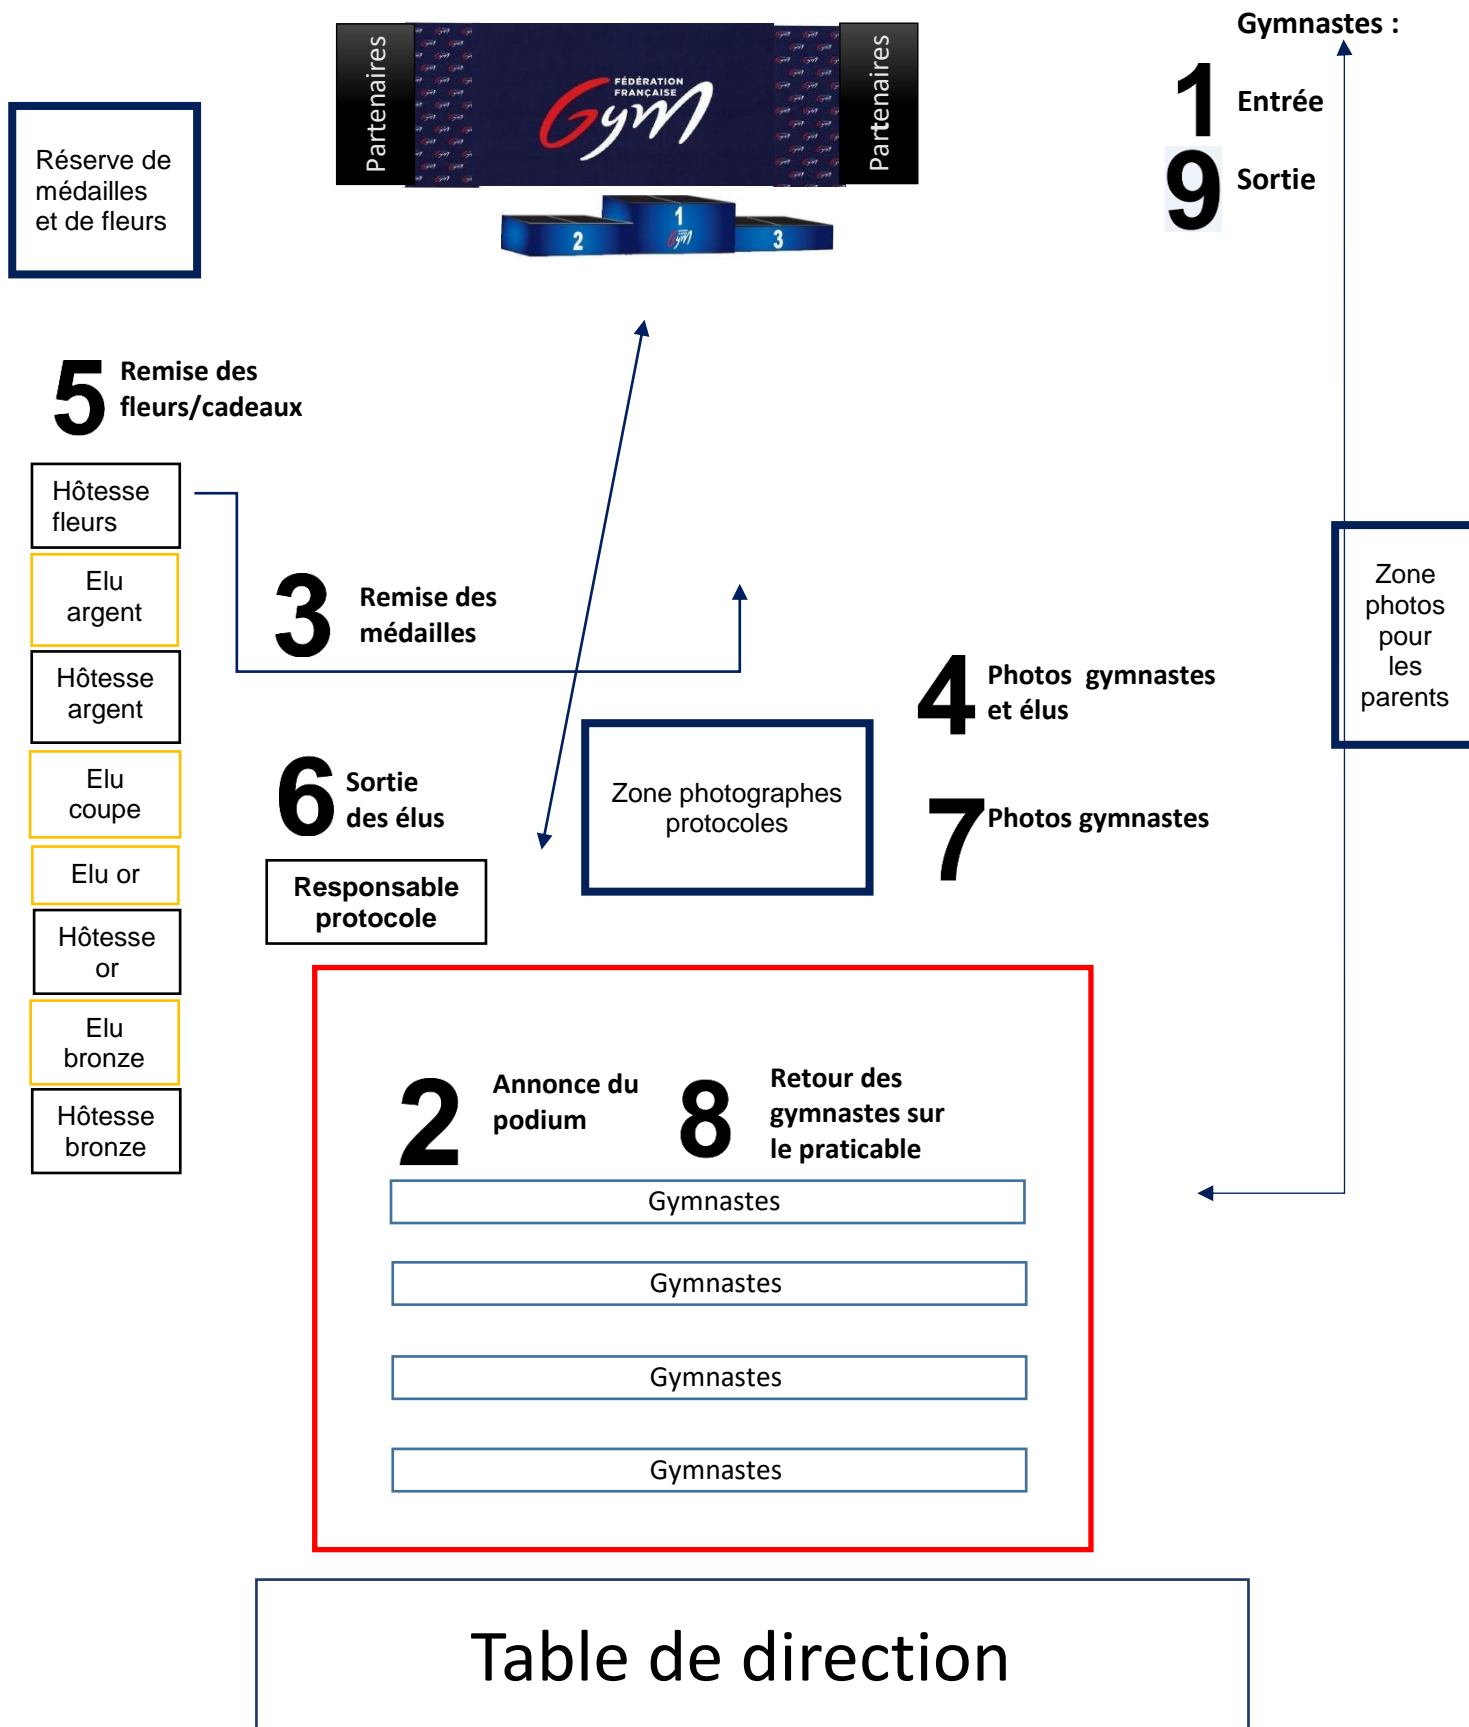 Gymnastes :
Partenaires
FÉDÉRATION
FRANÇAISE
Gym
Partenaires
1
Entrée
9
Sortie
Réserve de
médailles
et de fleurs
1
2
Gym
3
5
Remise des
fleurs/cadeaux
Hôtesse
fleurs
Elu
argent
Hôtesse
argent
Elu
coupe
Elu or
Hôtesse
or
Elu
bronze
Hôtesse
bronze
3
Remise des
médailles
4
Photos gymnastes
et élus
Zone
photos
pour
les
parents
6
Sortie
des élus
Zone photographes
protocoles
7
Photos gymnastes
Responsable
protocole
2
Annonce du
podium
8
Retour des
gymnastes sur
le praticable
Gymnastes
Gymnastes
Gymnastes
Gymnastes
Table de direction